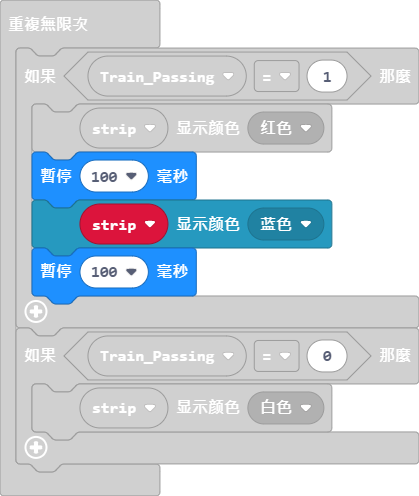 重複無限次
如果 Train_Passing = 1 那麼
strip 显示颜色 红色
暫停 100 毫秒
strip 显示颜色 蓝色
暫停 100 毫秒
如果 Train_Passing = 0 那麼
strip 显示颜色 白色